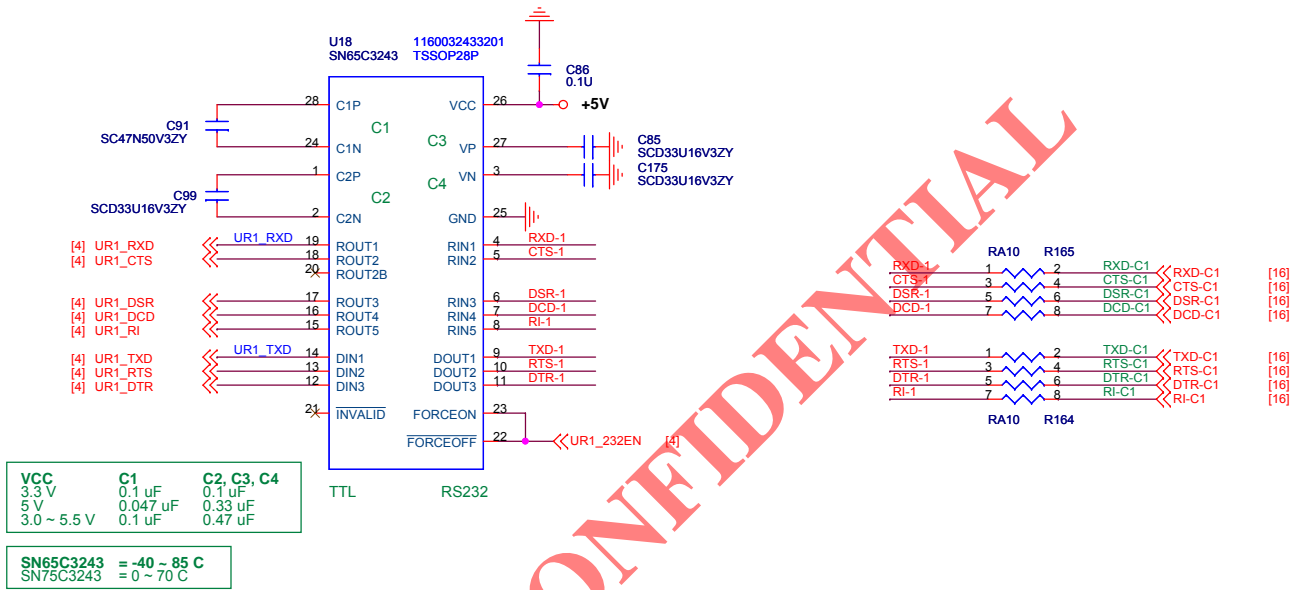 U18 1160032433201
SN65C3243 TSSOP28P
C86
0.1U
+5V
C91
SC47N50V3ZY
C99
SCD33U16V3ZY
C85
SCD33U16V3ZY
C175
SCD33U16V3ZY
28 C1P VCC 26
C1
24 C1N C3 VP 27
1 C2P C4 VN 3
C2
2 C2N GND 25
[4] UR1_RXD UR1_RXD 19 ROUT1 RIN1 4 RXD-1
[4] UR1_CTS 18 ROUT2 RIN2 5 CTS-1
20 ROUT2B
[4] UR1_DSR 17 ROUT3 RIN3 6 DSR-1
[4] UR1_DCD 16 ROUT4 RIN4 7 DCD-1
[4] UR1_RI 15 ROUT5 RIN5 8 RI-1
[4] UR1_TXD UR1_TXD 14 DIN1 DOUT1 9 TXD-1
[4] UR1_RTS 13 DIN2 DOUT2 10 RTS-1
[4] UR1_DTR 12 DIN3 DOUT3 11 DTR-1
21 INVALID FORCEON 23
FORCEOFF 22 UR1_232EN [4]
TTL RS232
RA10 R165
RXD-1 1 2 RXD-C1 RXD-C1 [16]
CTS-1 3 4 CTS-C1 CTS-C1 [16]
DSR-1 5 6 DSR-C1 DSR-C1 [16]
DCD-1 7 8 DCD-C1 DCD-C1 [16]
TXD-1 1 2 TXD-C1 TXD-C1 [16]
RTS-1 3 4 RTS-C1 RTS-C1 [16]
DTR-1 5 6 DTR-C1 DTR-C1 [16]
RI-1 7 8 RI-C1 RI-C1 [16]
RA10 R164
VCC C1 C2, C3, C4
3.3 V 0.1 uF 0.1 uF
5 V 0.047 uF 0.33 uF
3.0 ~ 5.5 V 0.1 uF 0.47 uF
SN65C3243 = -40 ~ 85 C
SN75C3243 = 0 ~ 70 C
ONFIDENTIAL